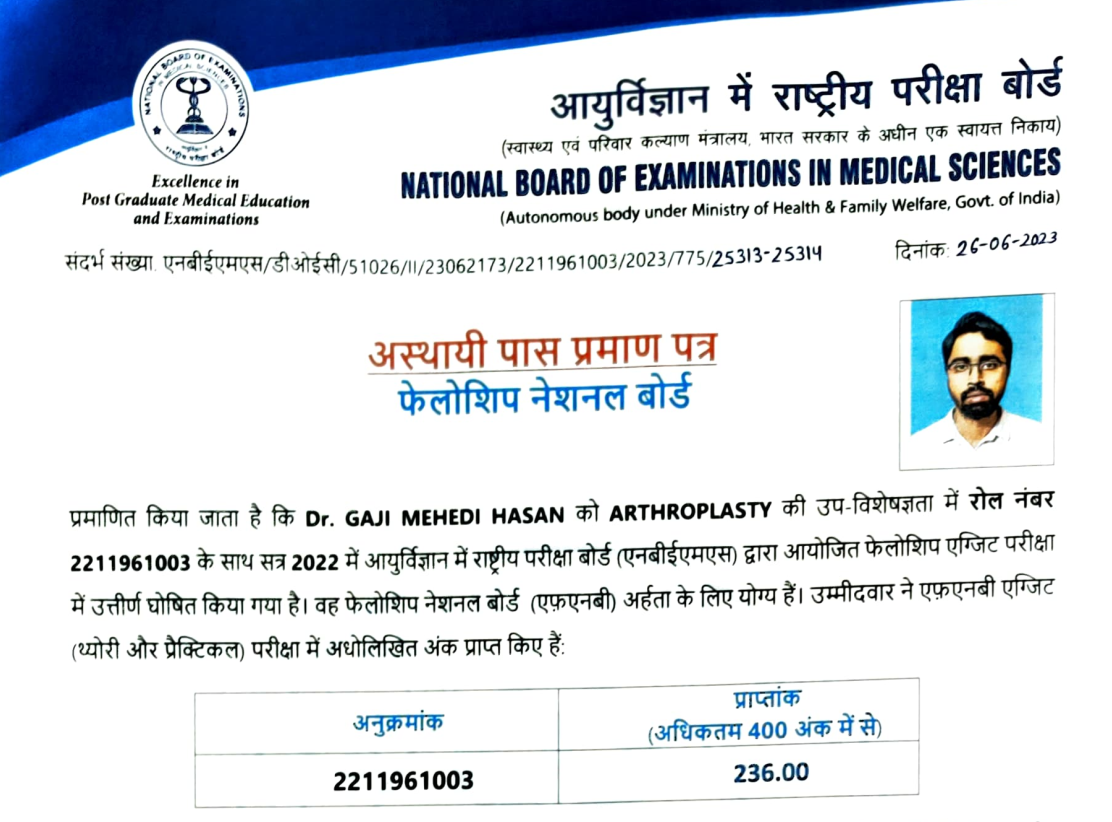 NATIONAL BOARD OF EXAMINATIONS
IN MEDICAL SCIENCES
राष्ट्रीय परीक्षा बोर्ड
Excellence in
Post Graduate Medical Education
and Examinations
आयुर्विज्ञान में राष्ट्रीय परीक्षा बोर्ड
(स्वास्थ्य एवं परिवार कल्याण मंत्रालय, भारत सरकार के अधीन एक स्वायत्त निकाय)
NATIONAL BOARD OF EXAMINATIONS IN MEDICAL SCIENCES
(Autonomous body under Ministry of Health & Family Welfare, Govt. of India)
संदर्भ संख्या. एनबीईएमएस/डीओईसी/51026/II/23062173/2211961003/2023/775/25313-25314 दिनांक: 26-06-2023
अस्थायी पास प्रमाण पत्र
फेलोशिप नेशनल बोर्ड
प्रमाणित किया जाता है कि Dr. GAJI MEHEDI HASAN को ARTHROPLASTY की उप-विशेषज्ञता में रोल नंबर
2211961003 के साथ सत्र 2022 में आयुर्विज्ञान में राष्ट्रीय परीक्षा बोर्ड (एनबीईएमएस) द्वारा आयोजित फेलोशिप एग्जिट परीक्षा
में उत्तीर्ण घोषित किया गया है। वह फेलोशिप नेशनल बोर्ड (एफ़एनबी) अर्हता के लिए योग्य हैं। उम्मीदवार ने एफ़एनबी एग्जिट
(थ्योरी और प्रैक्टिकल) परीक्षा में अधोलिखित अंक प्राप्त किए हैं:
अनुक्रमांक
प्राप्तांक
(अधिकतम 400 अंक में से)
2211961003
236.00